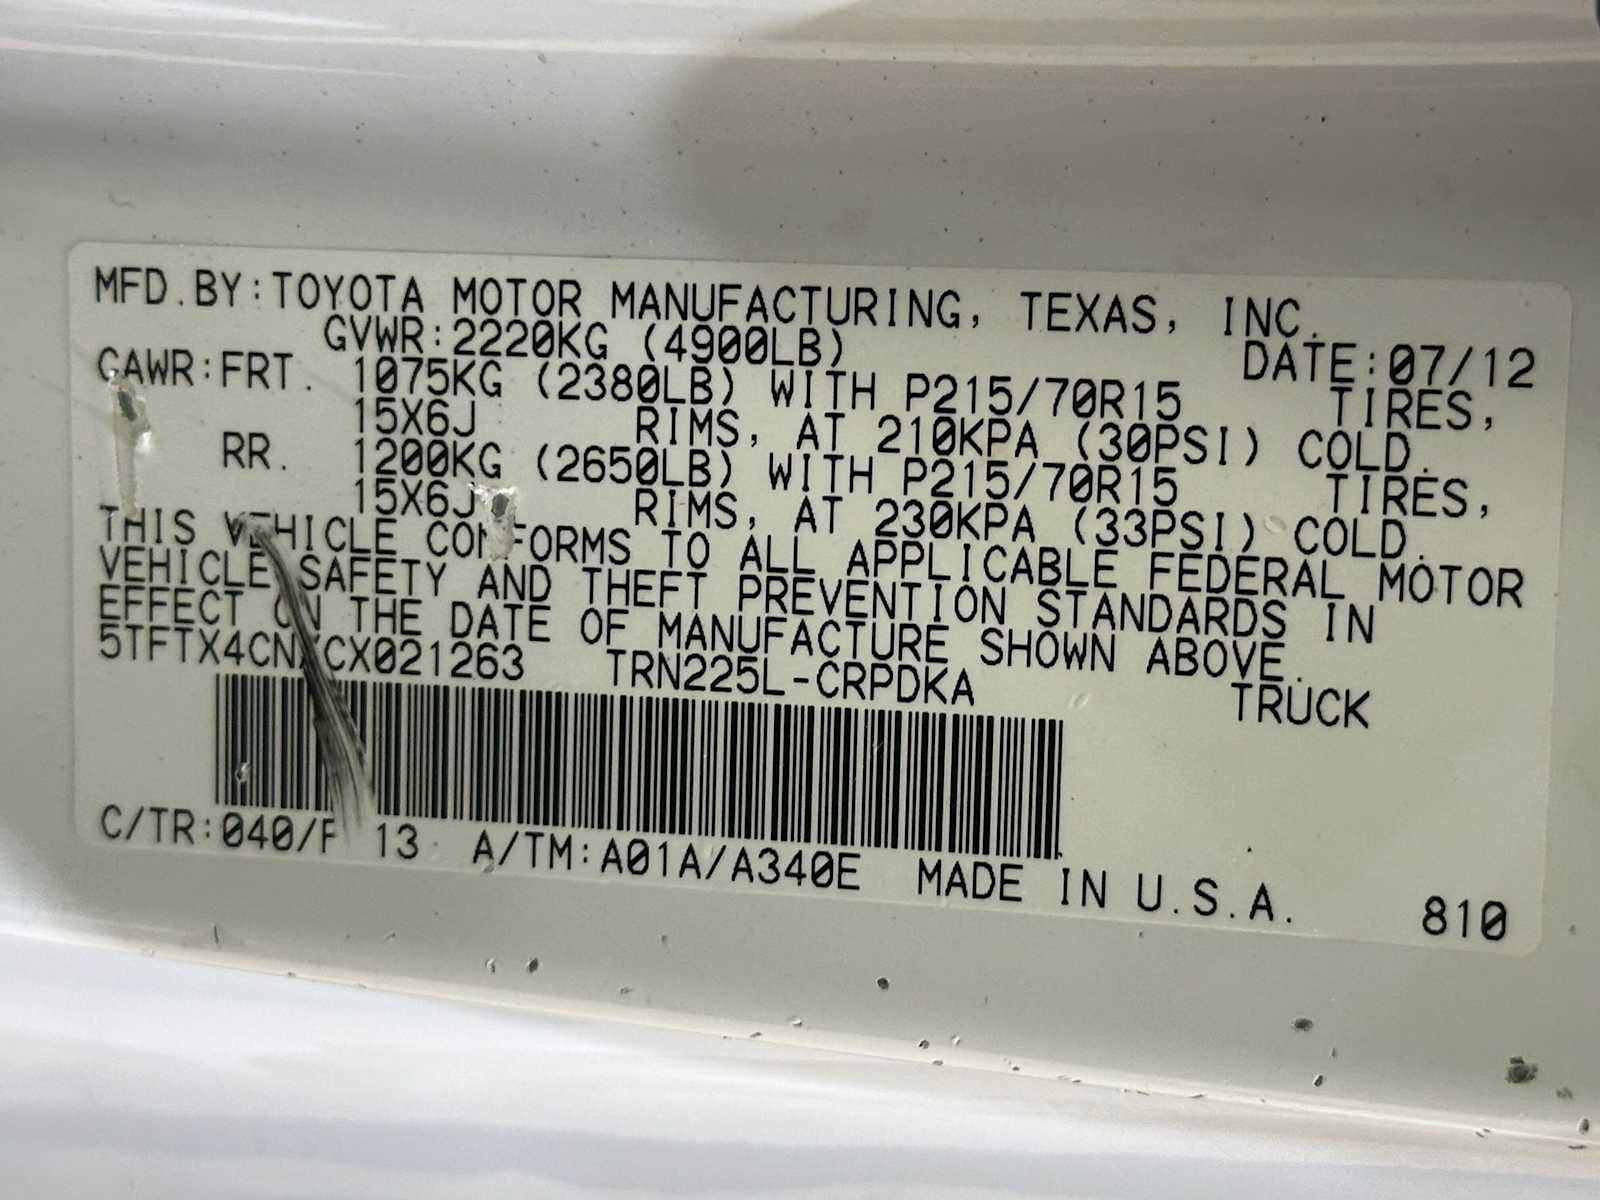 MFD.BY:TOYOTA MOTOR MANUFACTURING, TEXAS, INC.
GVWR:2220KG (4900LB) DATE:07/12
GAWR:FRT. 1075KG (2380LB) WITH P215/70R15 TIRES,
15X6J RIMS, AT 210KPA (30PSI) COLD.
RR. 1200KG (2650LB) WITH P215/70R15 TIRES,
15X6J RIMS, AT 230KPA (33PSI) COLD.
THIS VEHICLE CONFORMS TO ALL APPLICABLE FEDERAL MOTOR
VEHICLE SAFETY AND THEFT PREVENTION STANDARDS IN
EFFECT ON THE DATE OF MANUFACTURE SHOWN ABOVE.
5TFTX4CNXCX021263 TRN225L-CRPDKA TRUCK
C/TR:040/F 13 A/TM:A01A/A340E MADE IN U.S.A. 810